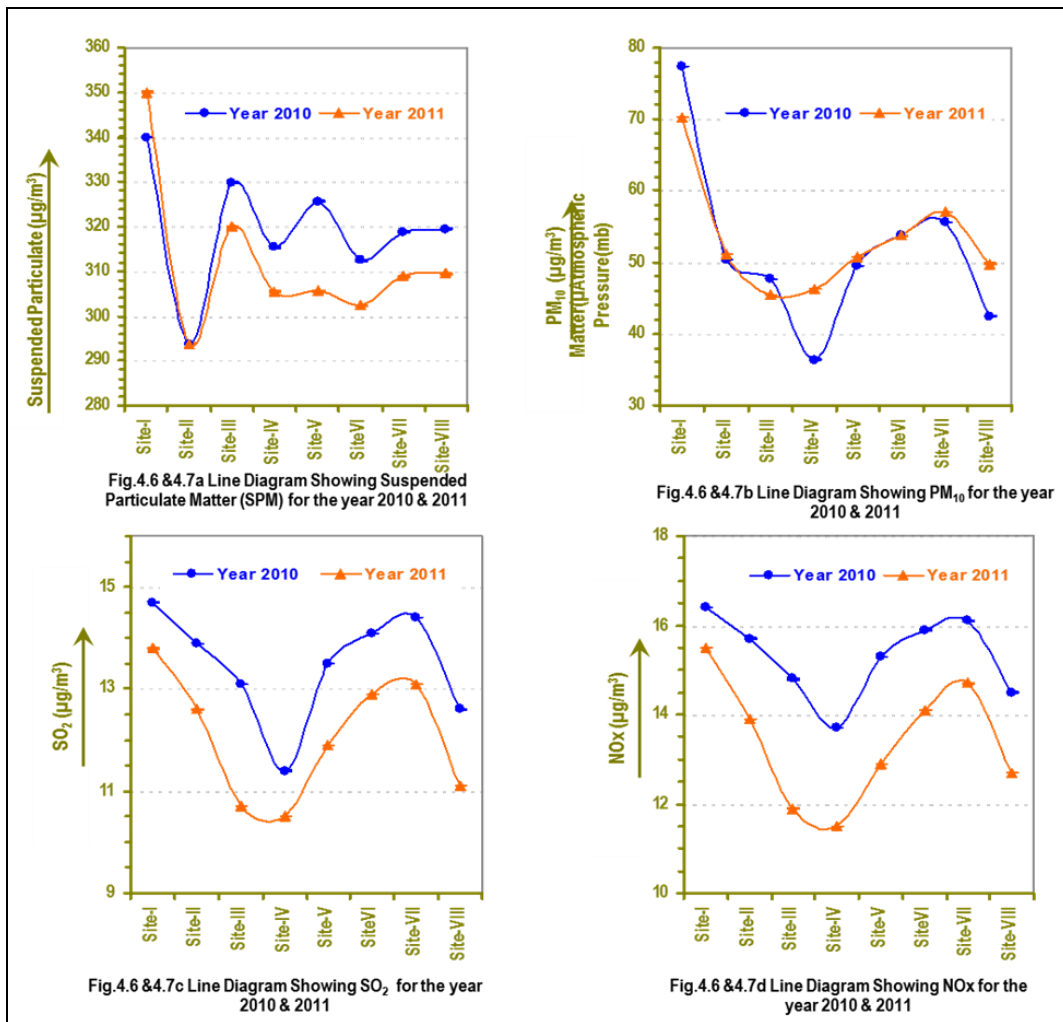 360
350
340
330
320
310
300
290
280
Suspended Particulate (µg/m³)
Year 2010 Year 2011
Site-I
Site-II
Site-III
Site-IV
Site-V
SiteVI
Site-VII
Site-VIII
Fig.4.6 &4.7a Line Diagram Showing Suspended
Particulate Matter (SPM) for the year 2010 & 2011
80
70
60
50
40
30
PM₁₀ (µg/m³)
Matter(µAtmospheric
Pressure(mb)
Year 2010 Year 2011
Site-I
Site-II
Site-III
Site-IV
Site-V
SiteVI
Site-VII
Site-VIII
Fig.4.6 &4.7b Line Diagram Showing PM₁₀ for the year
2010 & 2011
15
13
11
9
SO₂ (µg/m³)
Year 2010 Year 2011
Site-I
Site-II
Site-III
Site-IV
Site-V
SiteVI
Site-VII
Site-VIII
Fig.4.6 &4.7c Line Diagram Showing SO₂ for the year
2010 & 2011
18
16
14
12
10
NOx (µg/m³)
Year 2010 Year 2011
Site-I
Site-II
Site-III
Site-IV
Site-V
SiteVI
Site-VII
Site-VIII
Fig.4.6 &4.7d Line Diagram Showing NOx for the
year 2010 & 2011